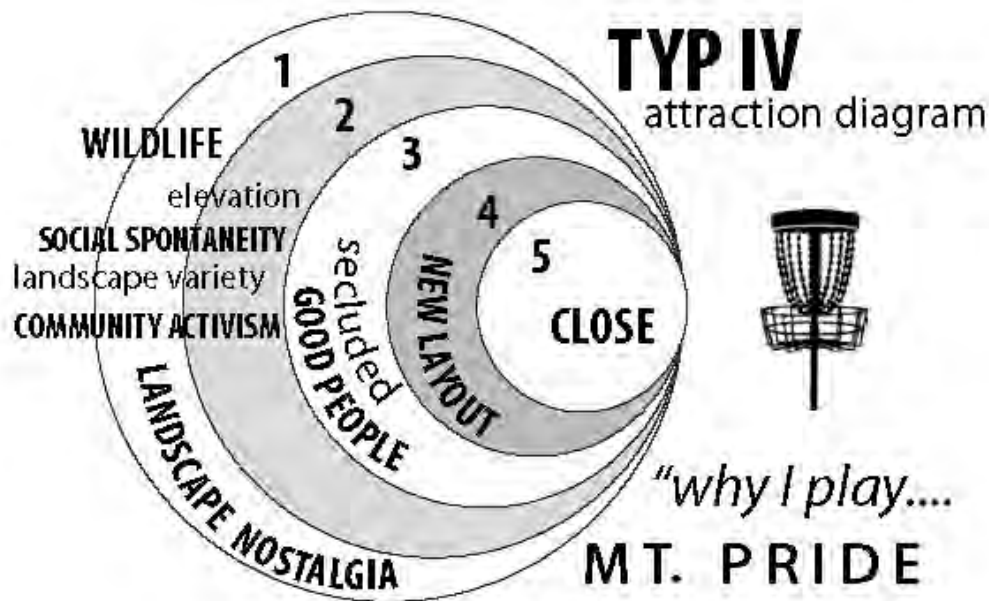 TYP IV
attraction diagram
1
2
3
4
5
WILDLIFE
elevation
SOCIAL SPONTANEITY
landscape variety
COMMUNITY ACTIVISM
LANDSCAPE NOSTALGIA
secluded
GOOD PEOPLE
NEW LAYOUT
CLOSE
"why I play....
MT. PRIDE